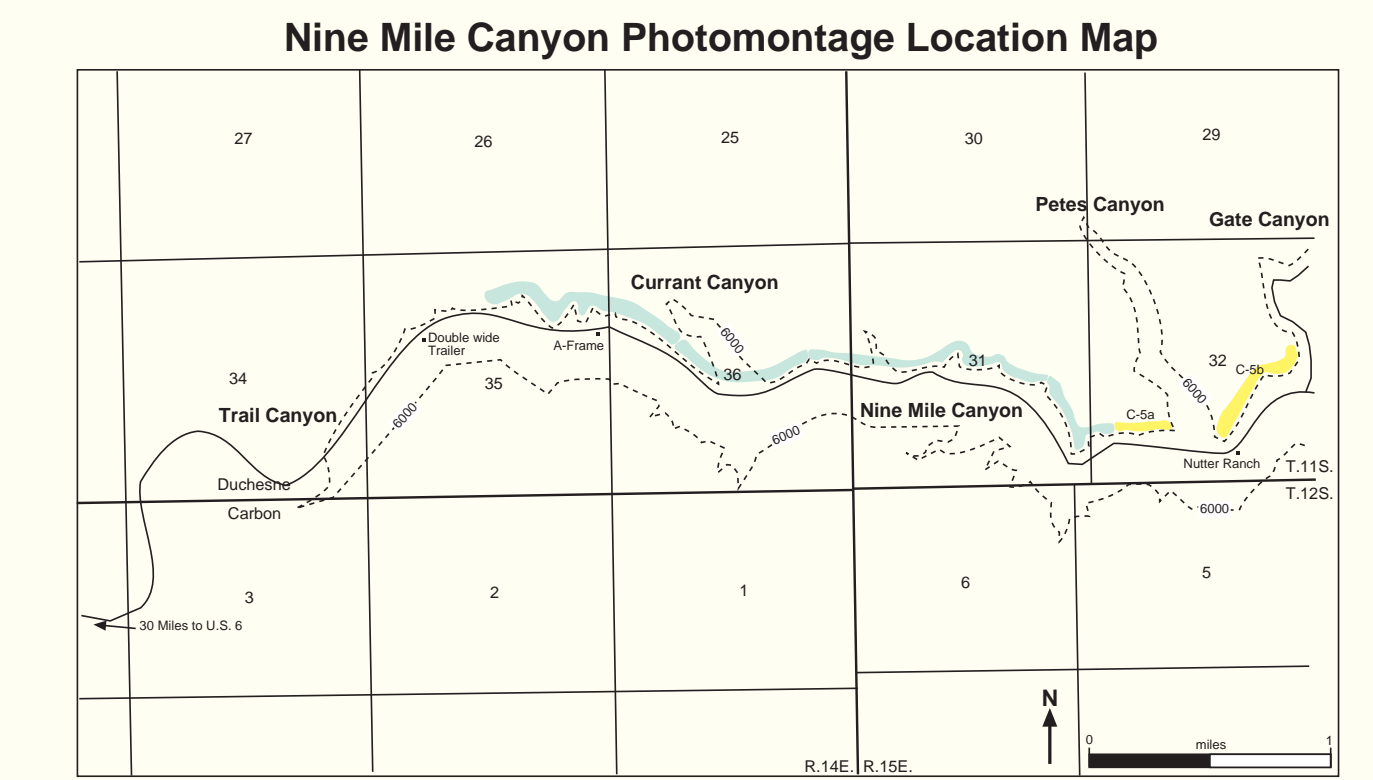 Nine Mile Canyon Photomontage Location Map
27
26
25
30
29
Petes Canyon
Gate Canyon
Currant Canyon
6000
Double wide
Trailer
A-Frame
36
31
32
C-5b
34
35
6000
Trail Canyon
6000
Nine Mile Canyon
6000
C-5a
Nutter Ranch
T.11S.
Duchesne
Carbon
T.12S.
6000
3
2
1
6
5
30 Miles to U.S. 6
N
0
miles
1
R.14E.
R.15E.